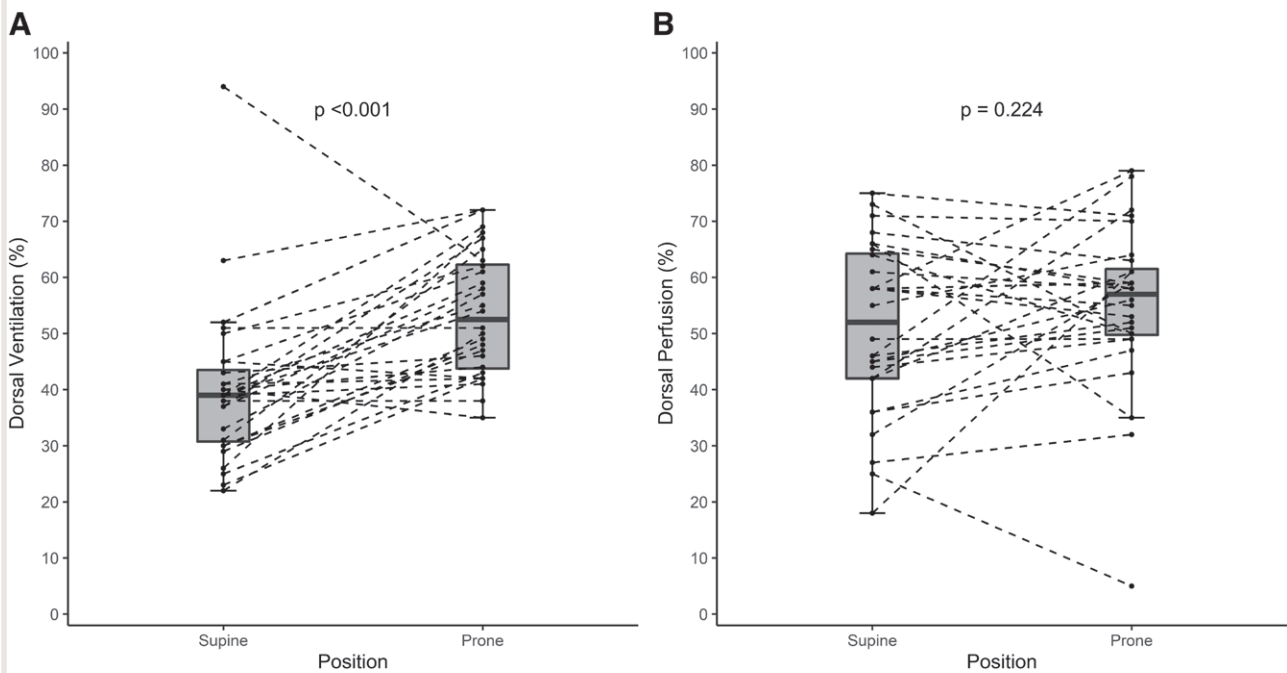 A
100
90
80
70
60
50
40
30
20
10
0
Dorsal Ventilation (%)
p <0.001
Supine
Prone
Position
B
100
90
80
70
60
50
40
30
20
10
0
Dorsal Perfusion (%)
p = 0.224
Supine
Prone
Position